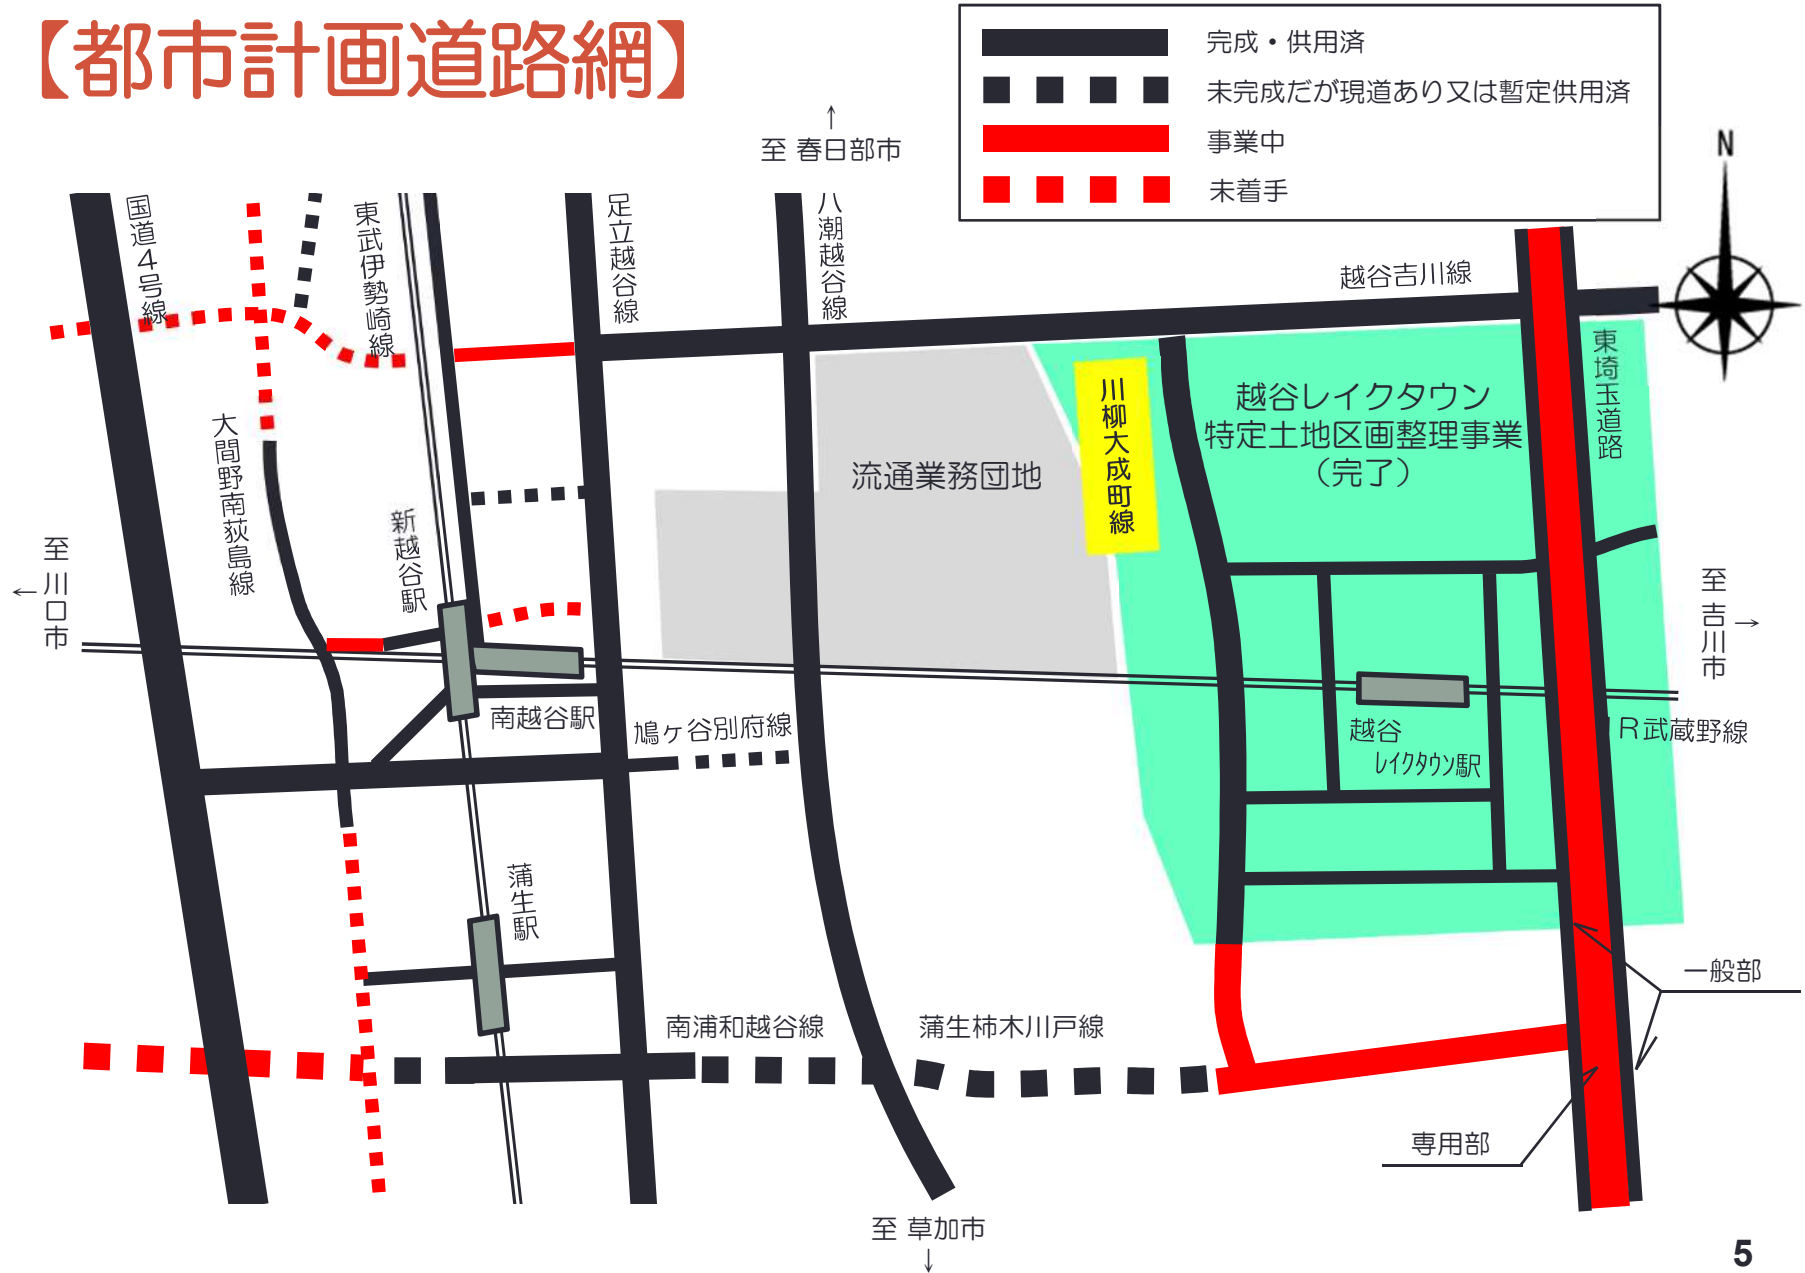 【都市計画道路網】
完成・供用済
未完成だが現道あり又は暫定供用済
事業中
未着手
↑
至 春日部市
N
国道4号線
東武伊勢崎線
足立越谷線
八潮越谷線
越谷吉川線
東埼玉道路
川柳大成町線
越谷レイクタウン
特定土地区画整理事業
（完了）
流通業務団地
大間野南荻島線
新越谷駅
至川口市
←
至吉川市
→
南越谷駅
鳩ヶ谷別府線
越谷
レイクタウン駅
JR武蔵野線
蒲生駅
一般部
南浦和越谷線
蒲生柿木川戸線
専用部
至 草加市
↓
5